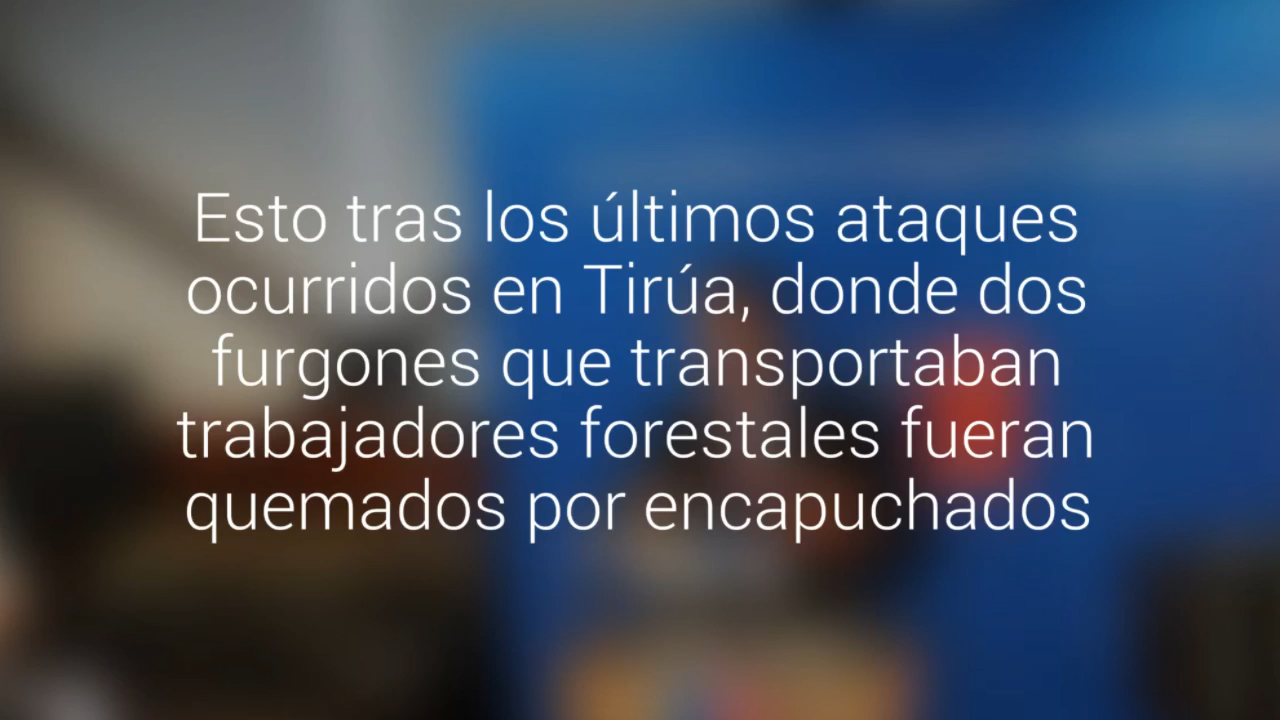 Esto tras los últimos ataques
ocurridos en Tirúa, donde dos
furgones que transportaban
trabajadores forestales fueran
quemados por encapuchados